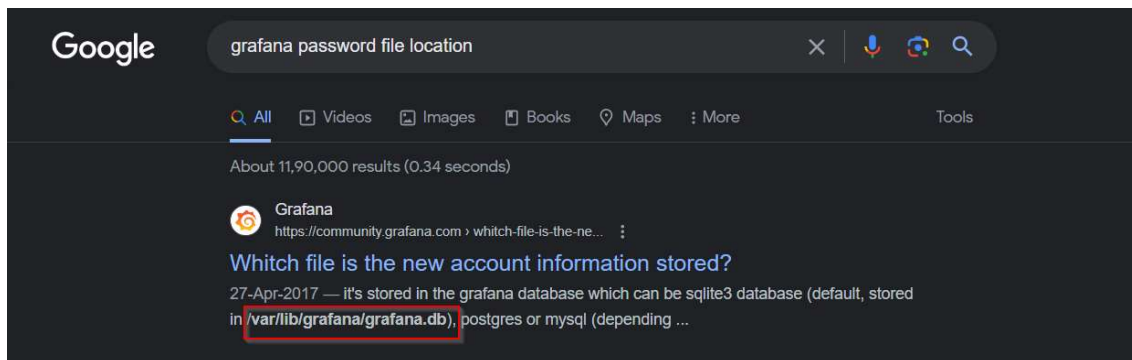 Google
grafana password file location
All
Videos
Images
Books
Maps
More
Tools
About 11,90,000 results (0.34 seconds)
Grafana
https://community.grafana.com › whitch-file-is-the-ne...
Whitch file is the new account information stored?
27-Apr-2017 — it's stored in the grafana database which can be sqlite3 database (default, stored
in /var/lib/grafana/grafana.db), postgres or mysql (depending ...